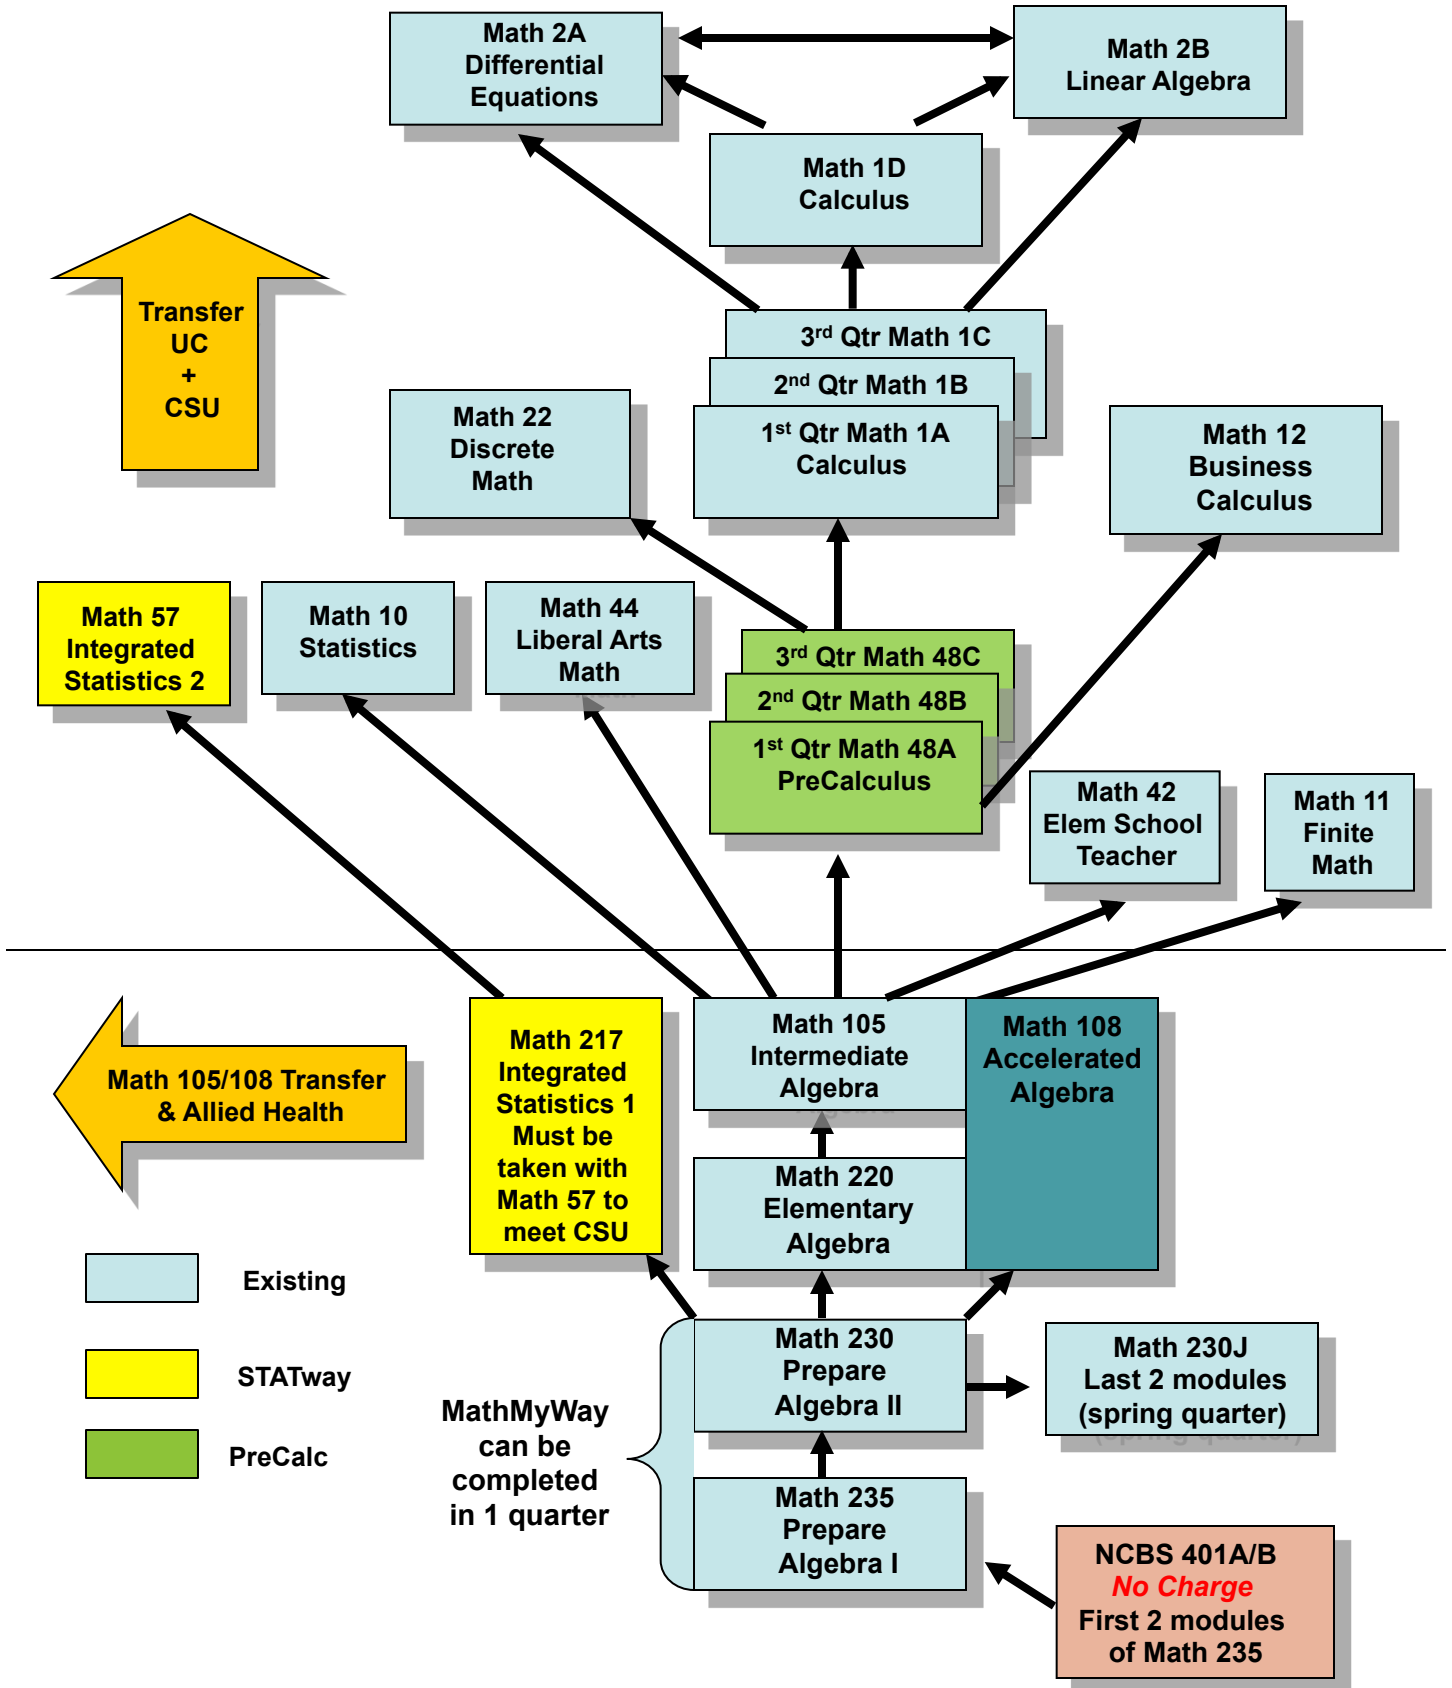 Math 2A
Differential
Equations
Math 2B
Linear Algebra
Math 1D
Calculus
Transfer
UC
+
CSU
3rd Qtr Math 1C
2nd Qtr Math 1B
1st Qtr Math 1A
Calculus
Math 22
Discrete
Math
Math 12
Business
Calculus
Math 57
Integrated
Statistics 2
Math 10
Statistics
Math 44
Liberal Arts
Math
3rd Qtr Math 48C
2nd Qtr Math 48B
1st Qtr Math 48A
PreCalculus
Math 42
Elem School
Teacher
Math 11
Finite
Math
Math 105/108 Transfer
& Allied Health
Math 217
Integrated
Statistics 1
Must be
taken with
Math 57 to
meet CSU
Math 105
Intermediate
Algebra
Math 108
Accelerated
Algebra
Math 220
Elementary
Algebra
Existing
STATway
PreCalc
MathMyWay
can be
completed
in 1 quarter
Math 230
Prepare
Algebra II
Math 230J
Last 2 modules
(spring quarter)
Math 235
Prepare
Algebra I
NCBS 401A/B
No Charge
First 2 modules
of Math 235